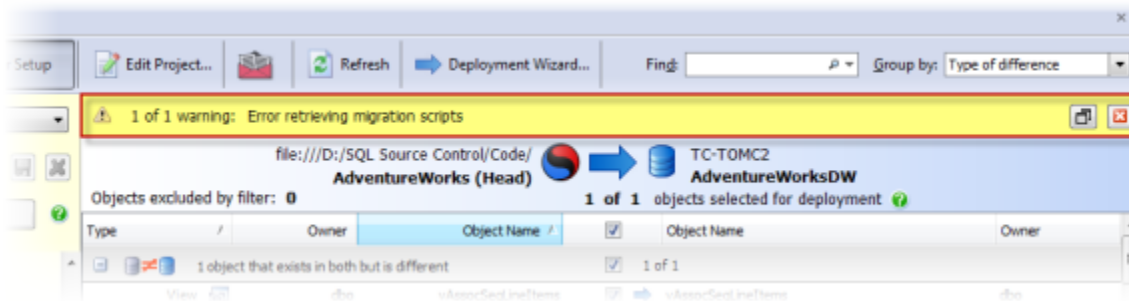 Setup Edit Project... Refresh Deployment Wizard... Find: Group by: Type of difference
1 of 1 warning: Error retrieving migration scripts
file:///D:/SQL Source Control/Code/ TC-TOMC2
AdventureWorks (Head) AdventureWorksDW
Objects excluded by filter: 0 1 of 1 objects selected for deployment
Type Owner Object Name Object Name Owner
1 object that exists in both but is different 1 of 1
View dbo vAssocSeqLineItems vAssocSeqLineItems dbo